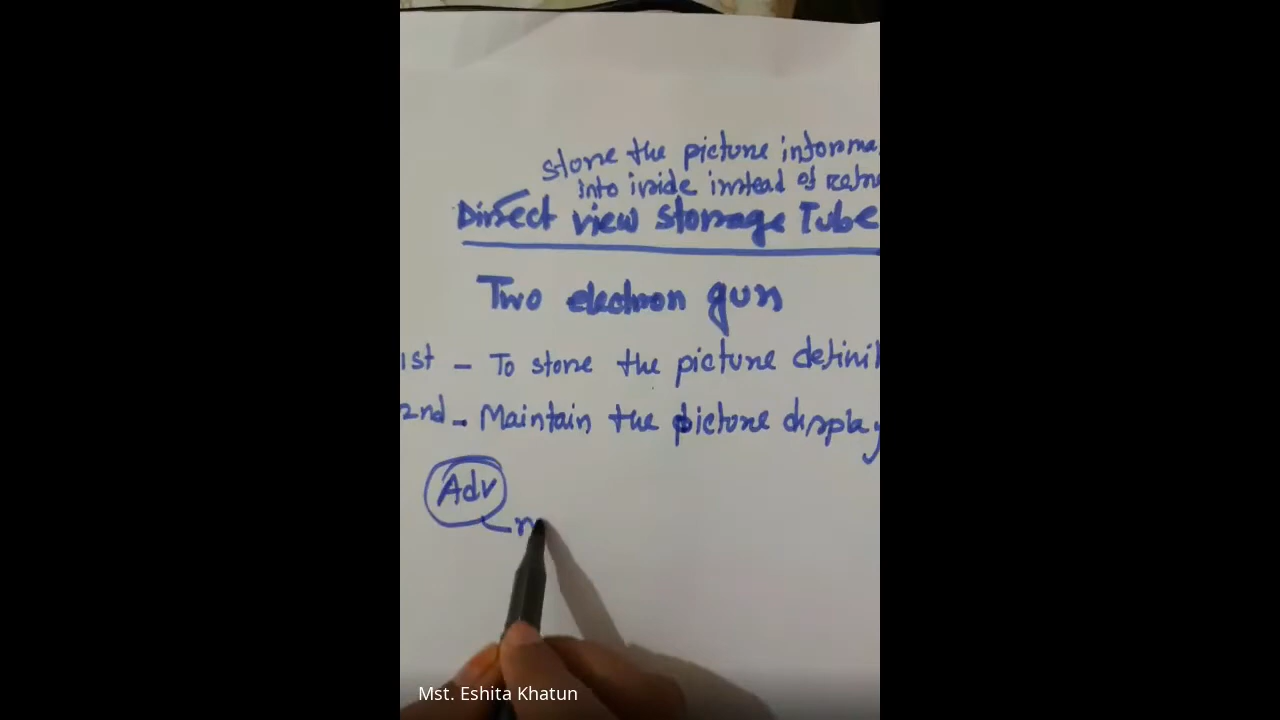 store the picture informa
into inside instead of refre
Direct view storage Tube
Two electron gun
1st - To store the picture definit
2nd - Maintain the picture display
Adv
n
Mst. Eshita Khatun